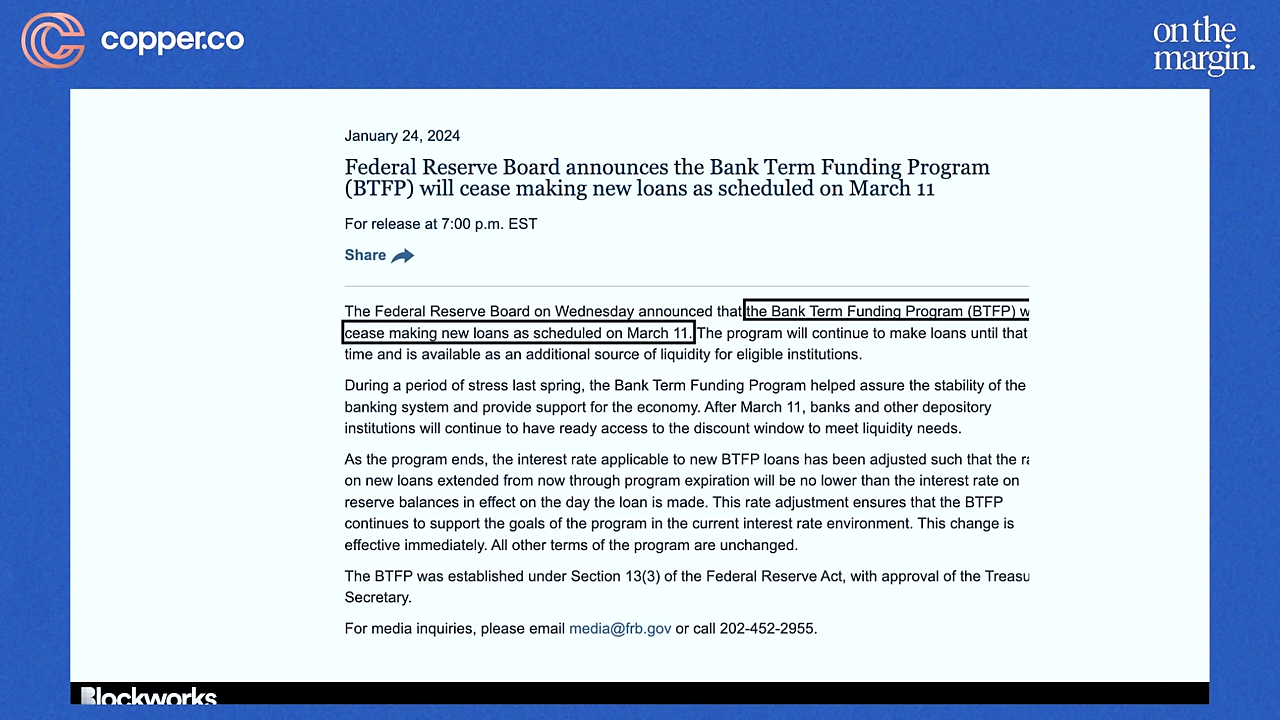 copper.co
on the
margin.
January 24, 2024
Federal Reserve Board announces the Bank Term Funding Program
(BTFP) will cease making new loans as scheduled on March 11
For release at 7:00 p.m. EST
Share
The Federal Reserve Board on Wednesday announced that the Bank Term Funding Program (BTFP) w
cease making new loans as scheduled on March 11. The program will continue to make loans until that
time and is available as an additional source of liquidity for eligible institutions.
During a period of stress last spring, the Bank Term Funding Program helped assure the stability of the
banking system and provide support for the economy. After March 11, banks and other depository
institutions will continue to have ready access to the discount window to meet liquidity needs.
As the program ends, the interest rate applicable to new BTFP loans has been adjusted such that the ra
on new loans extended from now through program expiration will be no lower than the interest rate on
reserve balances in effect on the day the loan is made. This rate adjustment ensures that the BTFP
continues to support the goals of the program in the current interest rate environment. This change is
effective immediately. All other terms of the program are unchanged.
The BTFP was established under Section 13(3) of the Federal Reserve Act, with approval of the Treasu
Secretary.
For media inquiries, please email media@frb.gov or call 202-452-2955.
Blockworks